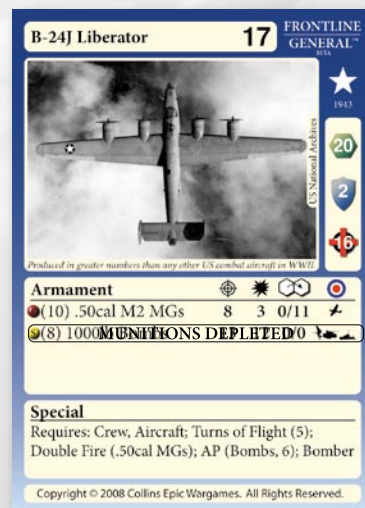 B-24J Liberator 17
FRONTLINE
GENERAL™
BETA
1943
20
2
16
US National Archives
Produced in greater numbers than any other US combat aircraft in WWII.
Armament
(10) .50cal M2 MGs 8 3 0/11
(8) 1000
MUNITIONS DEPLETED
Special
Requires: Crew, Aircraft; Turns of Flight (5);
Double Fire (.50cal MGs); AP (Bombs, 6); Bomber
Copyright © 2008 Collins Epic Wargames. All Rights Reserved.